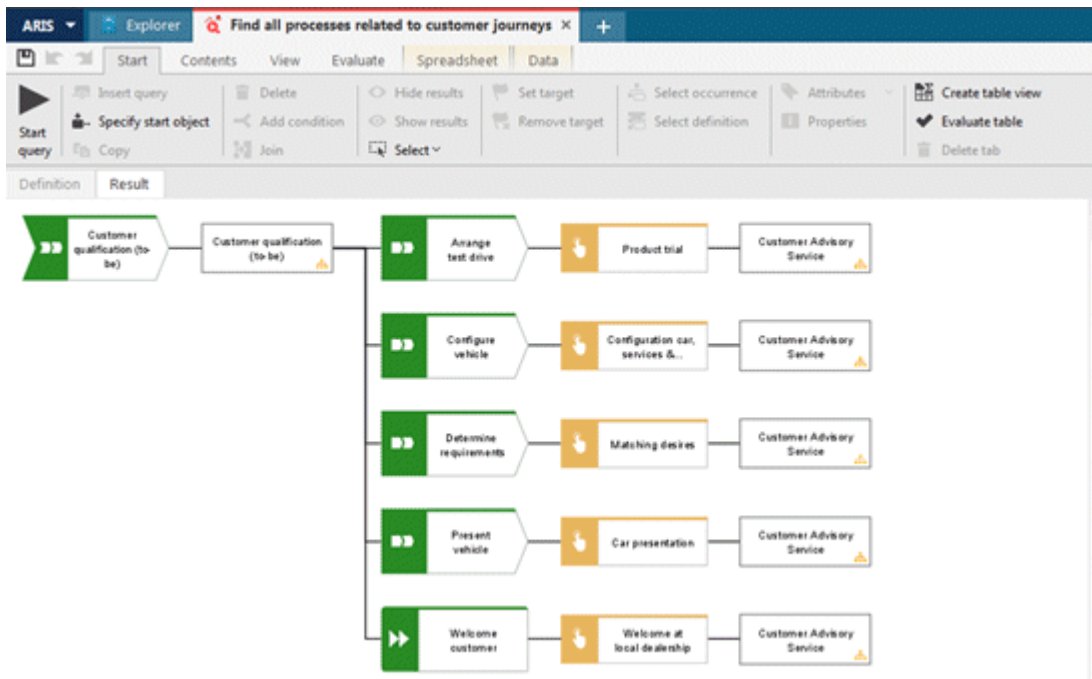 ARIS Explorer Find all processes related to customer journeys × +
Start Contents View Evaluate Spreadsheet Data
Insert query Delete Hide results Set target Select occurrence Attributes Create table view
Start Specify start object Add condition Show results Remove target Select definition Properties Evaluate table
query Copy Join Select Delete tab
Definition Result
Customer
qualification (to-
be)
Customer qualification
(to-be)
Arrange
test drive
Product trial
Customer Advisory
Service
Configure
vehicle
Configuration car,
services &...
Customer Advisory
Service
Determine
requirements
Matching desires
Customer Advisory
Service
Present
vehicle
Car presentation
Customer Advisory
Service
Welcome
customer
Welcome at
local dealership
Customer Advisory
Service